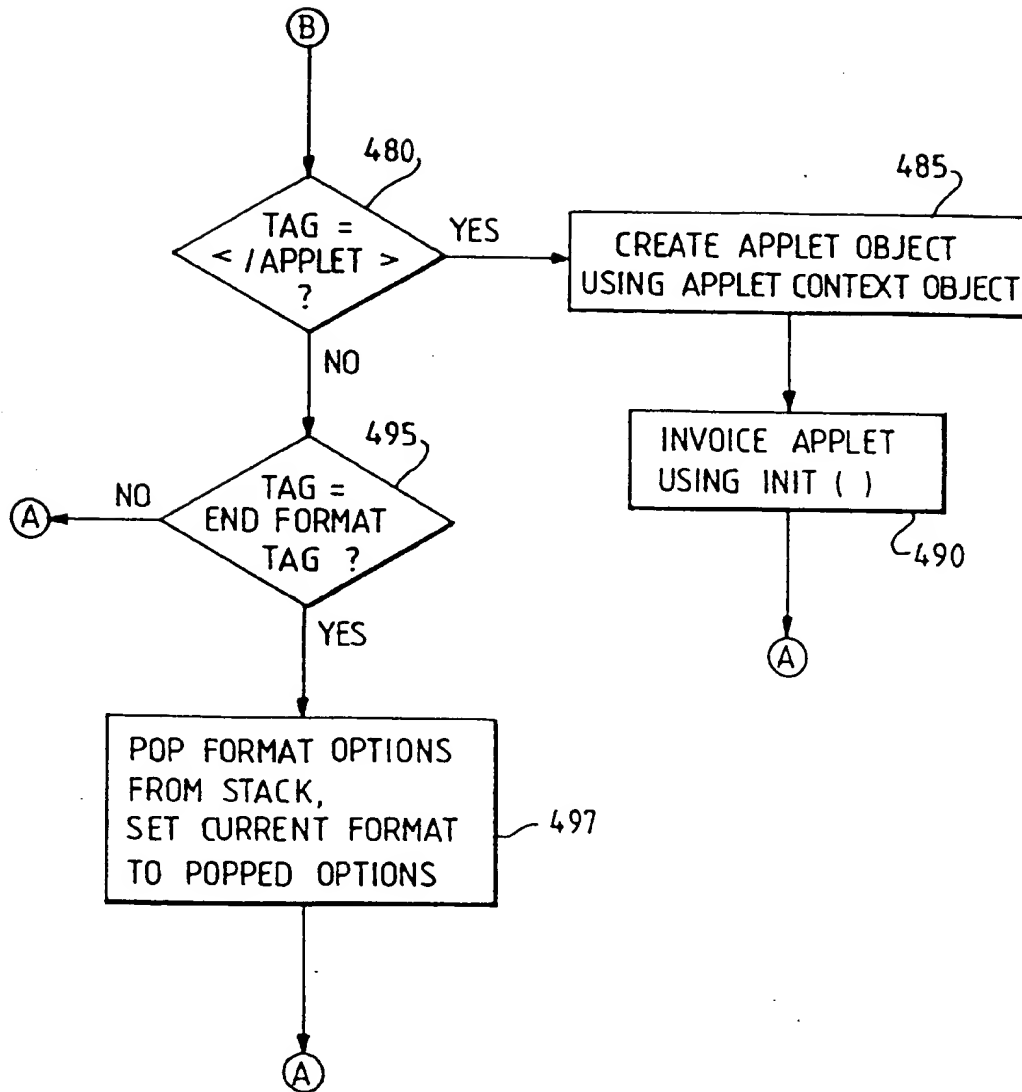 B
480
TAG =
< /APPLET >
?
YES
485
CREATE APPLET OBJECT
USING APPLET CONTEXT OBJECT
NO
495
TAG =
END FORMAT
TAG ?
NO
A
INVOICE APPLET
USING INIT ( )
490
A
YES
POP FORMAT OPTIONS
FROM STACK,
SET CURRENT FORMAT
TO POPPED OPTIONS
497
A